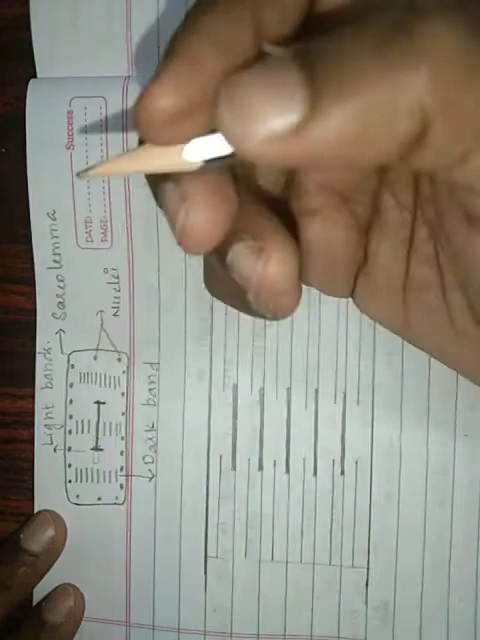 Success
DATE:
PAGE:
Sarcolemma
Nuclei
Light band.
Dark band